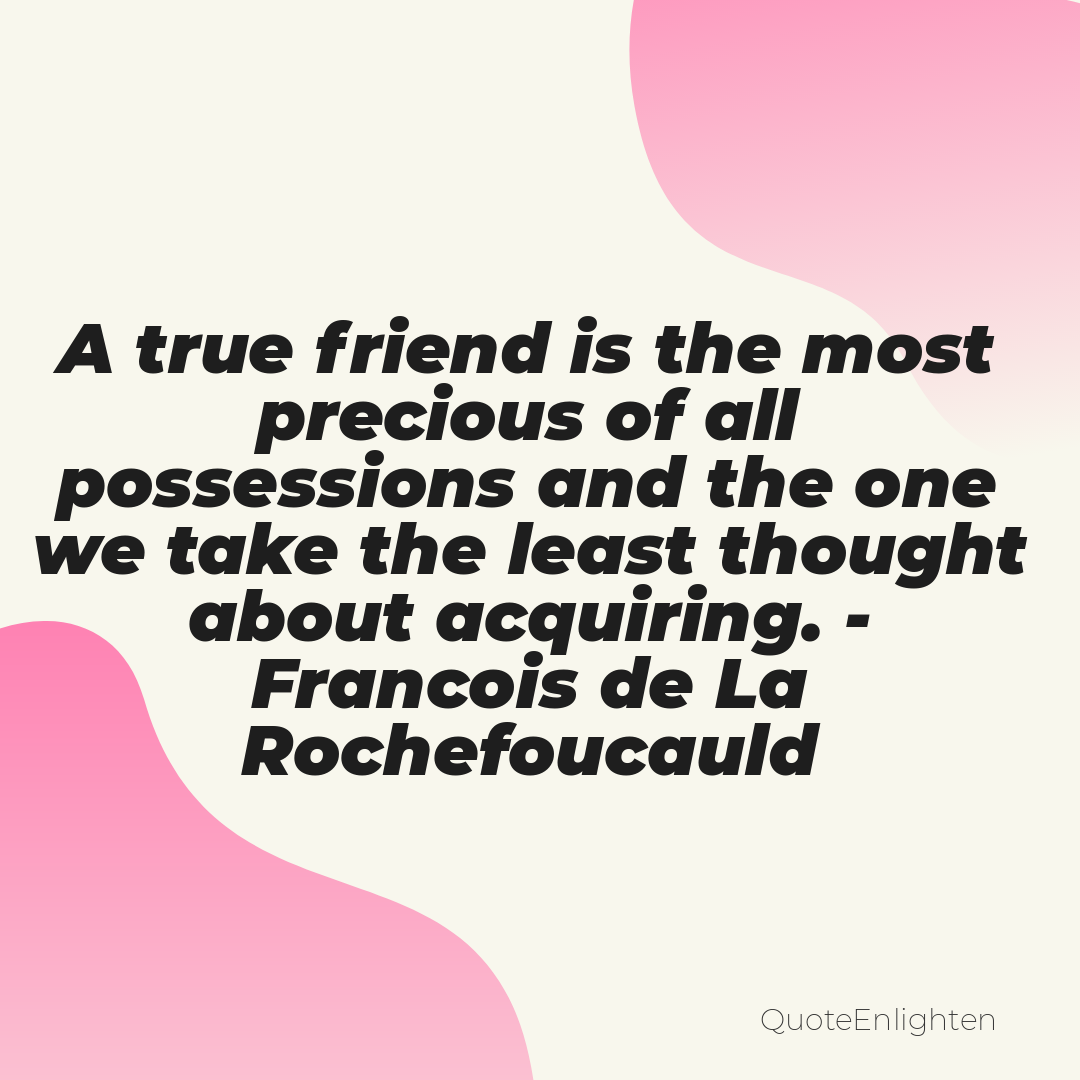 A true friend is the most
precious of all
possessions and the one
we take the least thought
about acquiring. -
Francois de La
Rochefoucauld
QuoteEnlighten